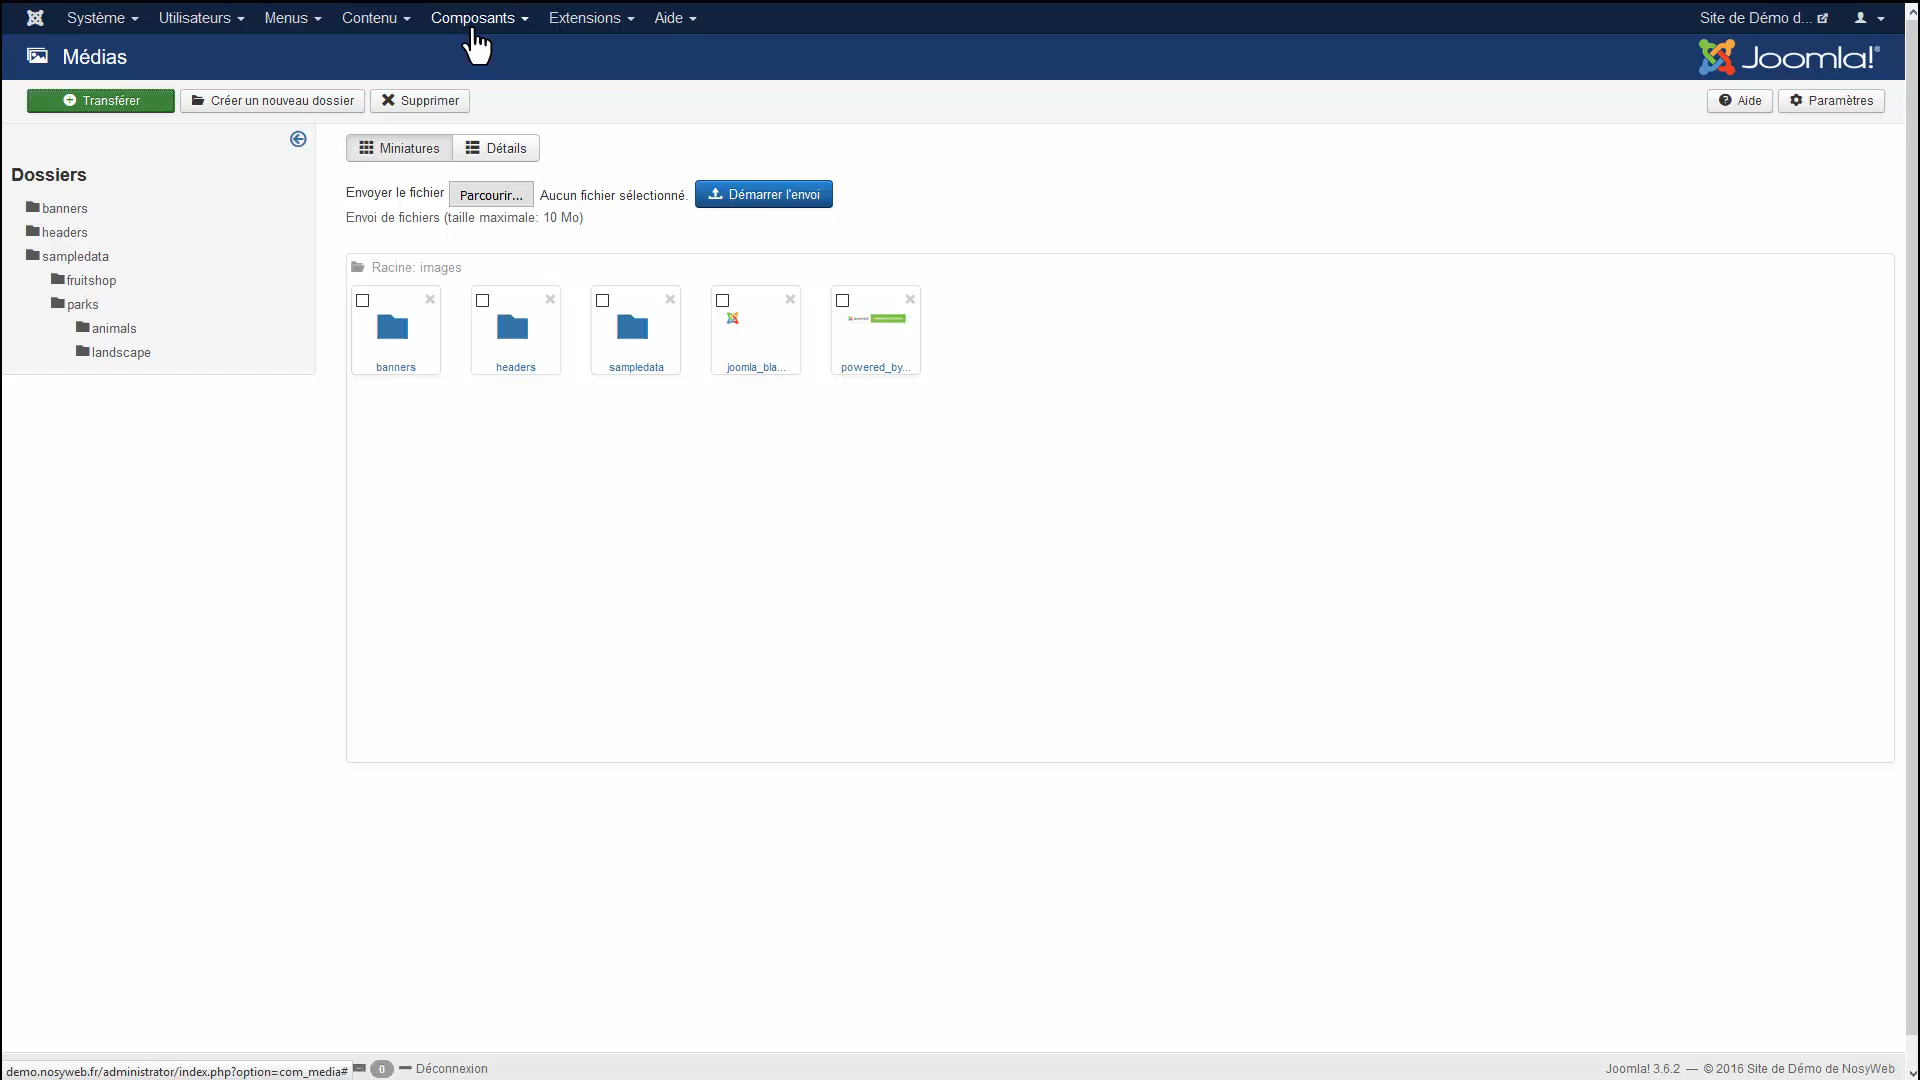 Système Utilisateurs Menus Contenu Composants Extensions Aide Site de Démo d...
Médias Joomla!®
Transférer Créer un nouveau dossier Supprimer Aide Paramètres
Miniatures Détails
Dossiers
banners
headers
sampledata
fruitshop
parks
animals
landscape
Envoyer le fichier Parcourir... Aucun fichier sélectionné. Démarrer l'envoi
Envoi de fichiers (taille maximale: 10 Mo)
Racine: images
banners headers sampledata joomla_bla... powered_by...
demo.nosyweb.fr/administrator/index.php?option=com_media# 0 Déconnexion Joomla! 3.6.2 — © 2016 Site de Démo de NosyWeb